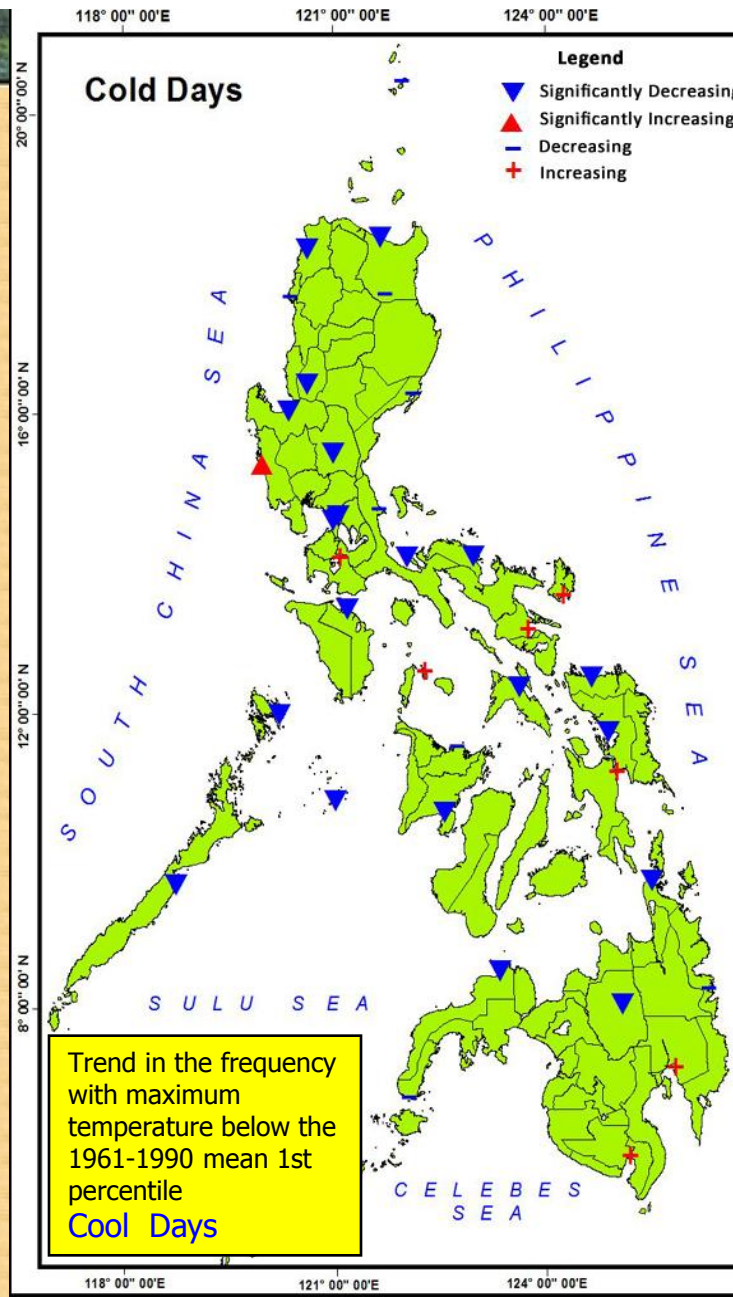 118° 00' 00'E
121° 00' 00'E
124° 00' 00'E
Cold Days
Legend
Significantly Decreasing
Significantly Increasing
Decreasing
Increasing
20° 00' 00' N
16° 00' 00' N
12° 00' 00' N
8° 00' 00' N
SOUTH CHINA SEA
PHILIPPINE SEA
SULU SEA
CELEBES
SEA
Trend in the frequency
with maximum
temperature below the
1961-1990 mean 1st
percentile
Cool Days
118° 00' 00'E
121° 00' 00'E
124° 00' 00'E